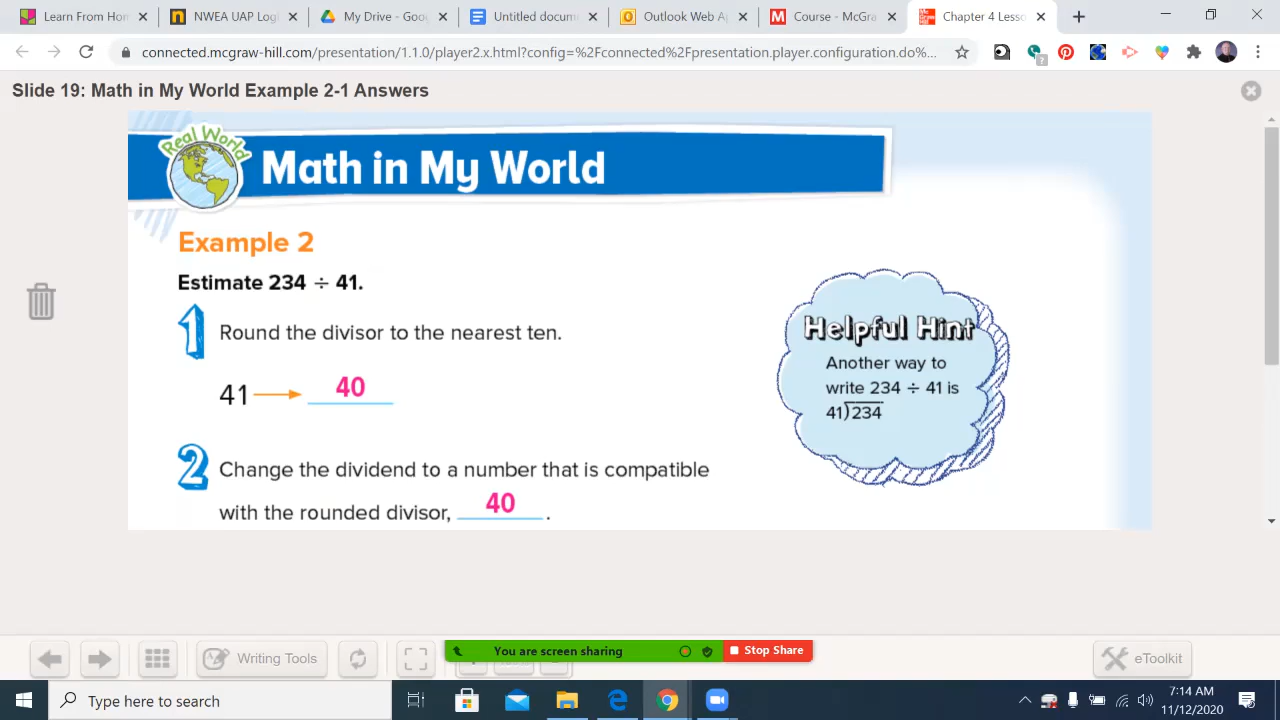 Learn From Hom
NWEA UAP Log
My Drive - Goo
Untitled docum
Outlook Web A
Course - McGra
Chapter 4 Lesso
connected.mcgraw-hill.com/presentation/1.1.0/player2.x.html?config=%2Fconnected%2Fpresentation.player.configuration.do%...
Slide 19: Math in My World Example 2-1 Answers
Real World
Math in My World
Example 2
Estimate 234 ÷ 41.
1 Round the divisor to the nearest ten.
41 → 40
2 Change the dividend to a number that is compatible
with the rounded divisor, 40 .
Helpful Hint
Another way to
write 234 ÷ 41 is
41)234
Writing Tools
You are screen sharing
Stop Share
eToolkit
Type here to search
7:14 AM
11/12/2020